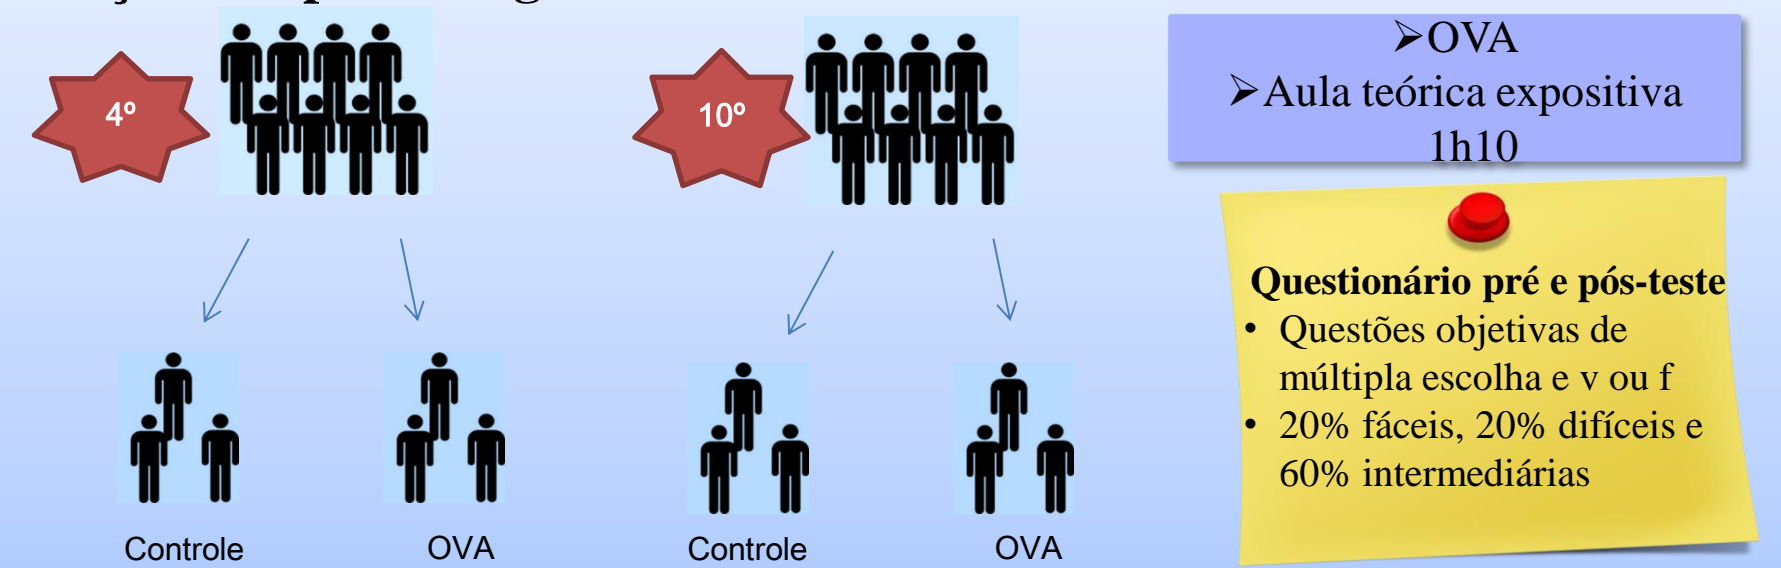 4º
10º
➢OVA
➢Aula teórica expositiva
1h10
Questionário pré e pós-teste
• Questões objetivas de
múltipla escolha e v ou f
• 20% fáceis, 20% difíceis e
60% intermediárias
Controle
OVA
Controle
OVA